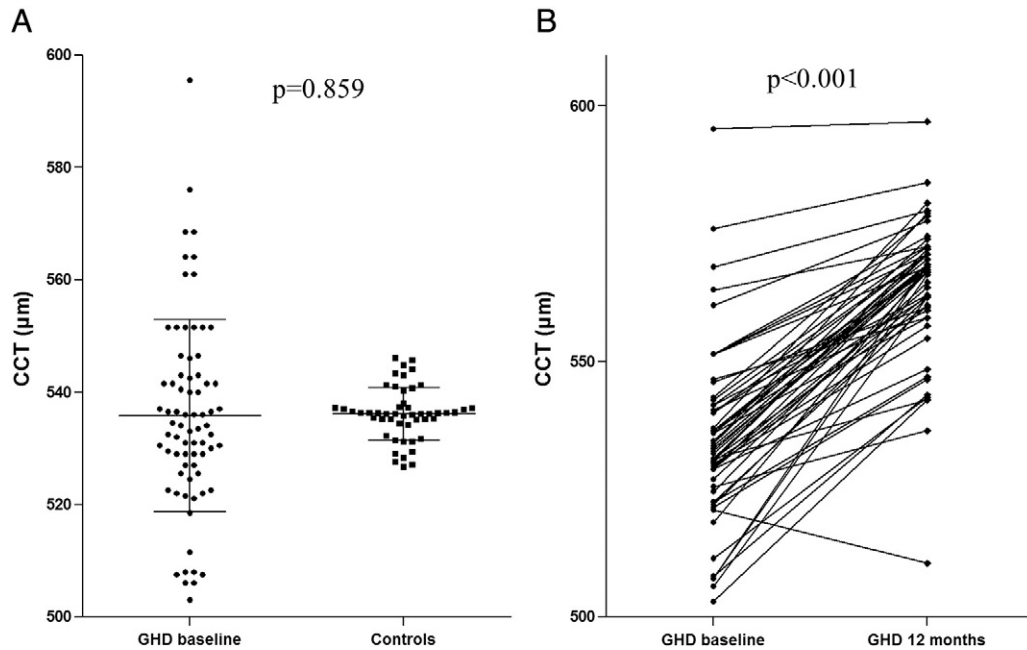 A
600
580
560
540
520
500
CCT (µm)
p=0.859
GHD baseline
Controls
B
600
550
500
CCT (µm)
p<0.001
GHD baseline
GHD 12 months